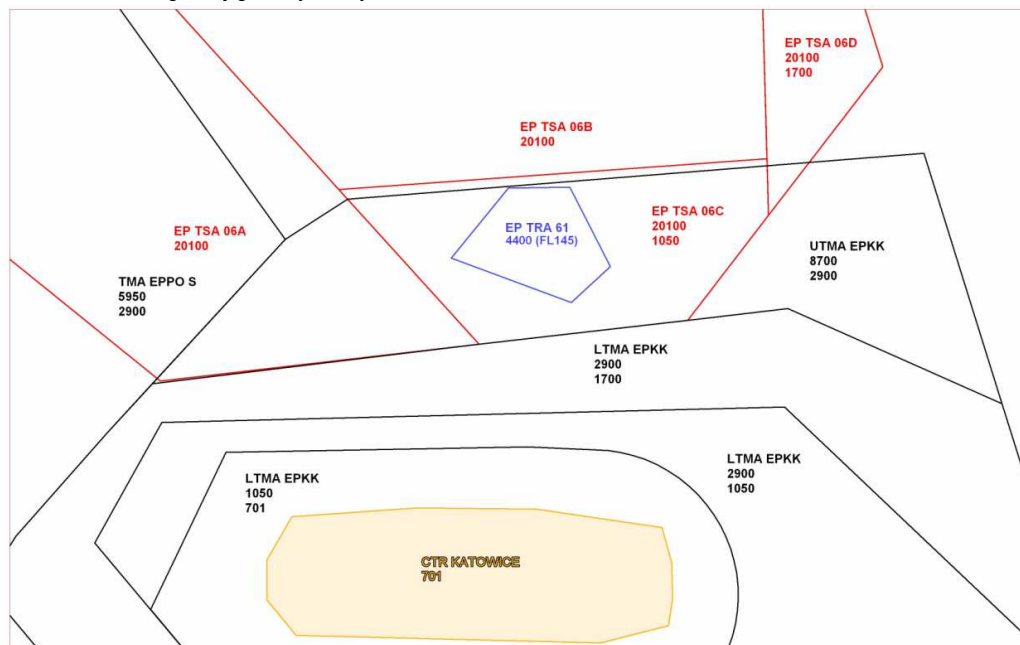 EP TSA 06D
20100
1700
EP TSA 06B
20100
EP TSA 06A
20100
EP TRA 61
4400 (FL145)
EP TSA 06C
20100
1050
UTMA EPKK
8700
2900
TMA EPPO S
5950
2900
LTMA EPKK
2900
1700
LTMA EPKK
2900
1050
LTMA EPKK
1050
701
CTR KATOWICE
701